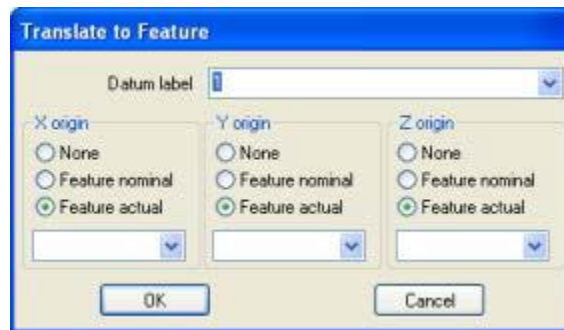 Translate to Feature
Datum label 1
X origin Y origin Z origin
None None None
Feature nominal Feature nominal Feature nominal
Feature actual Feature actual Feature actual
OK Cancel